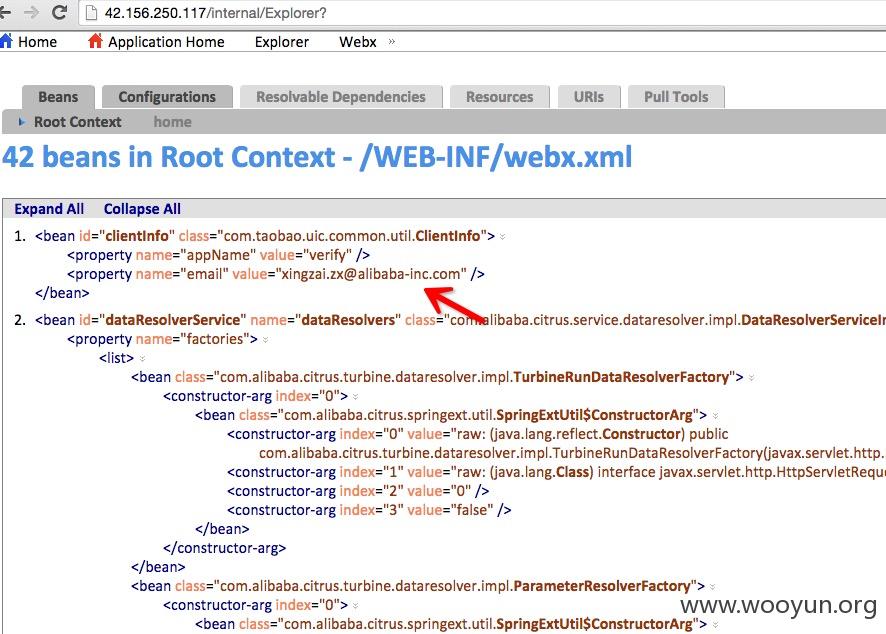 42.156.250.117/internal/Explorer?
Home Application Home Explorer Webx »
Beans Configurations Resolvable Dependencies Resources URIs Pull Tools
Root Context home
42 beans in Root Context - /WEB-INF/webx.xml
Expand All Collapse All
1. <bean id="clientInfo" class="com.taobao.uic.common.util.ClientInfo">
<property name="appName" value="verify" />
<property name="email" value="xingzai.zx@alibaba-inc.com" />
</bean>
2. <bean id="dataResolverService" name="dataResolvers" class="com.alibaba.citrus.service.dataresolver.impl.DataResolverServiceIm
<property name="factories">
<list>
<bean class="com.alibaba.citrus.turbine.dataresolver.impl.TurbineRunDataResolverFactory">
<constructor-arg index="0">
<bean class="com.alibaba.citrus.springext.util.SpringExtUtil$ConstructorArg">
<constructor-arg index="0" value="raw: (java.lang.reflect.Constructor) public
com.alibaba.citrus.turbine.dataresolver.impl.TurbineRunDataResolverFactory(javax.servlet.http.
<constructor-arg index="1" value="raw: (java.lang.Class) interface javax.servlet.http.HttpServletReque
<constructor-arg index="2" value="0" />
<constructor-arg index="3" value="false" />
</bean>
</constructor-arg>
</bean>
<bean class="com.alibaba.citrus.turbine.dataresolver.impl.ParameterResolverFactory">
<constructor-arg index="0">
<bean class="com.alibaba.citrus.springext.util.SpringExtUtil$ConstructorArg">
www.wooyun.org